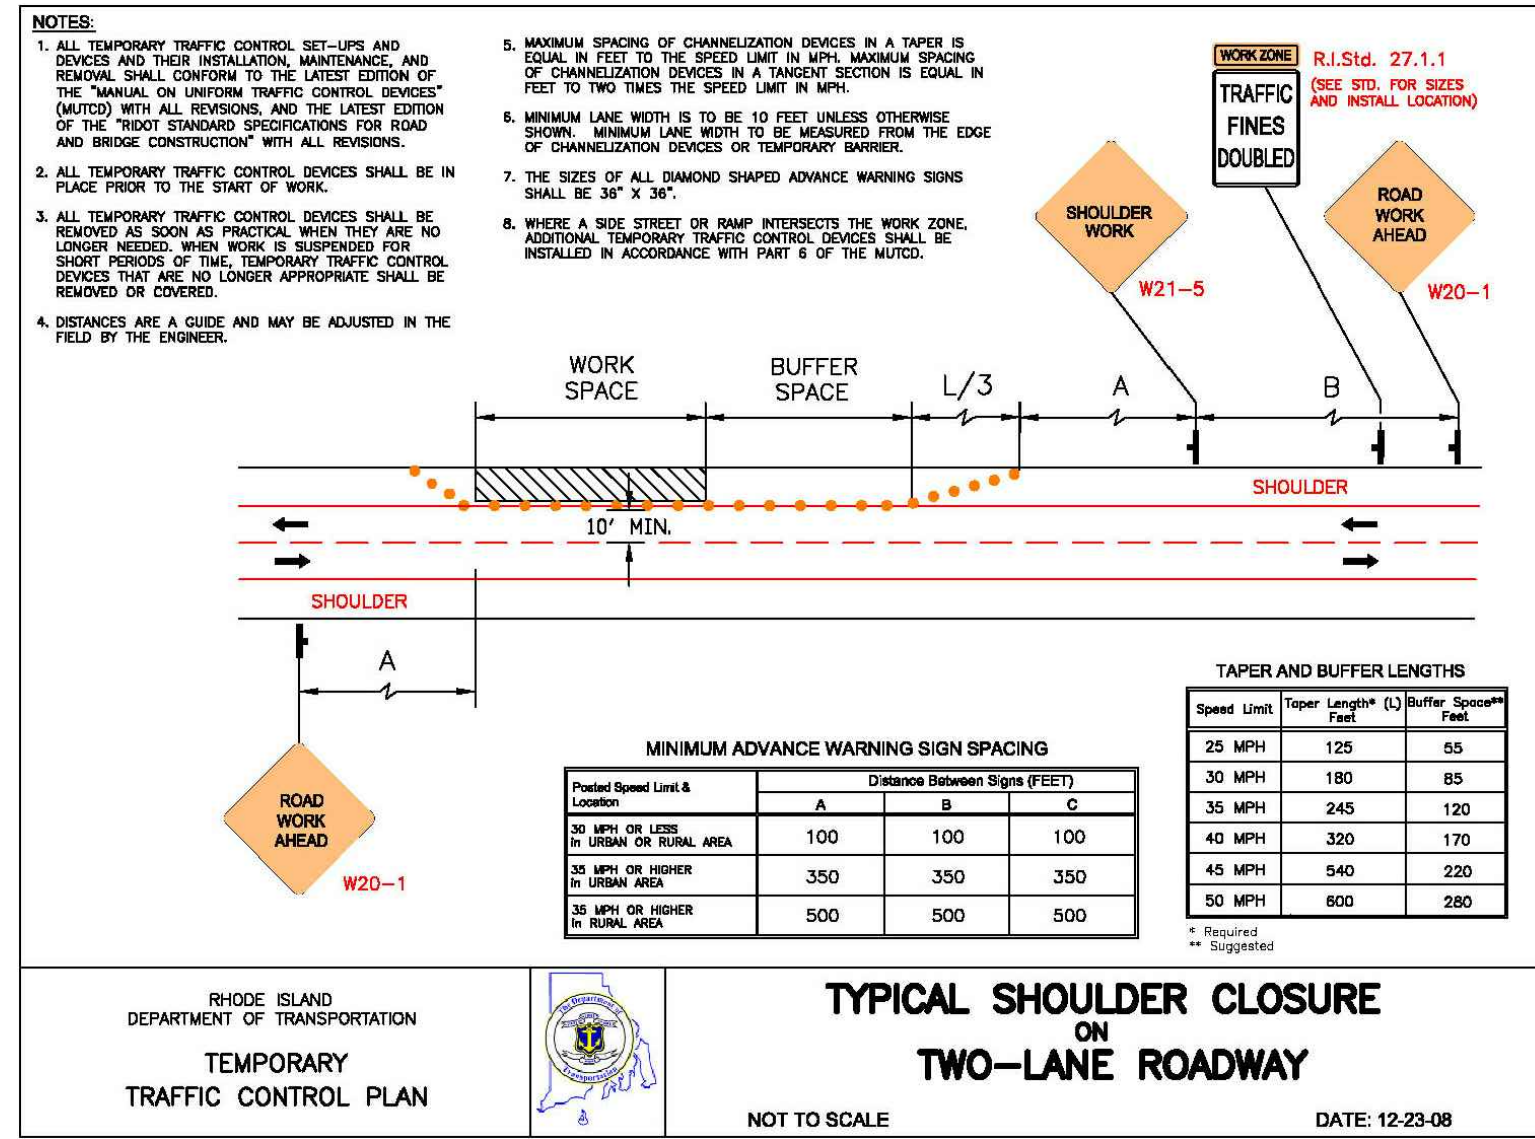 NOTES:
1. ALL TEMPORARY TRAFFIC CONTROL SET-UPS AND
DEVICES AND THEIR INSTALLATION, MAINTENANCE, AND
REMOVAL SHALL CONFORM TO THE LATEST EDITION OF
THE "MANUAL ON UNIFORM TRAFFIC CONTROL DEVICES"
(MUTCD) WITH ALL REVISIONS, AND THE LATEST EDITION
OF THE "RIDOT STANDARD SPECIFICATIONS FOR ROAD
AND BRIDGE CONSTRUCTION" WITH ALL REVISIONS.
2. ALL TEMPORARY TRAFFIC CONTROL DEVICES SHALL BE IN
PLACE PRIOR TO THE START OF WORK.
3. ALL TEMPORARY TRAFFIC CONTROL DEVICES SHALL BE
REMOVED AS SOON AS PRACTICAL WHEN THEY ARE NO
LONGER NEEDED. WHEN WORK IS SUSPENDED FOR
SHORT PERIODS OF TIME, TEMPORARY TRAFFIC CONTROL
DEVICES THAT ARE NO LONGER APPROPRIATE SHALL BE
REMOVED OR COVERED.
4. DISTANCES ARE A GUIDE AND MAY BE ADJUSTED IN THE
FIELD BY THE ENGINEER.
5. MAXIMUM SPACING OF CHANNELIZATION DEVICES IN A TAPER IS
EQUAL IN FEET TO THE SPEED LIMIT IN MPH. MAXIMUM SPACING
OF CHANNELIZATION DEVICES IN A TANGENT SECTION IS EQUAL IN
FEET TO TWO TIMES THE SPEED LIMIT IN MPH.
6. MINIMUM LANE WIDTH IS TO BE 10 FEET UNLESS OTHERWISE
SHOWN. MINIMUM LANE WIDTH TO BE MEASURED FROM THE EDGE
OF CHANNELIZATION DEVICES OR TEMPORARY BARRIER.
7. THE SIZES OF ALL DIAMOND SHAPED ADVANCE WARNING SIGNS
SHALL BE 36" X 36".
8. WHERE A SIDE STREET OR RAMP INTERSECTS THE WORK ZONE,
ADDITIONAL TEMPORARY TRAFFIC CONTROL DEVICES SHALL BE
INSTALLED IN ACCORDANCE WITH PART 6 OF THE MUTCD.
WORK ZONE
TRAFFIC
FINES
DOUBLED
R.I.Std. 27.1.1
(SEE STD. FOR SIZES
AND INSTALL LOCATION)
SHOULDER
WORK
W21-5
ROAD
WORK
AHEAD
W20-1
WORK
SPACE
BUFFER
SPACE
L/3
A
B
SHOULDER
10' MIN.
SHOULDER
A
ROAD
WORK
AHEAD
W20-1
MINIMUM ADVANCE WARNING SIGN SPACING
Posted Speed Limit &
Location
Distance Between Signs (FEET)
A B C
30 MPH OR LESS
in URBAN OR RURAL AREA
100 100 100
35 MPH OR HIGHER
in URBAN AREA
350 350 350
35 MPH OR HIGHER
in RURAL AREA
500 500 500
TAPER AND BUFFER LENGTHS
Speed Limit Taper Length* (L) Feet Buffer Space** Feet
25 MPH 125 55
30 MPH 180 85
35 MPH 245 120
40 MPH 320 170
45 MPH 540 220
50 MPH 600 280
* Required
** Suggested
RHODE ISLAND
DEPARTMENT OF TRANSPORTATION
TEMPORARY
TRAFFIC CONTROL PLAN
The Department of
Transportation
TYPICAL SHOULDER CLOSURE
ON
TWO-LANE ROADWAY
NOT TO SCALE
DATE: 12-23-08